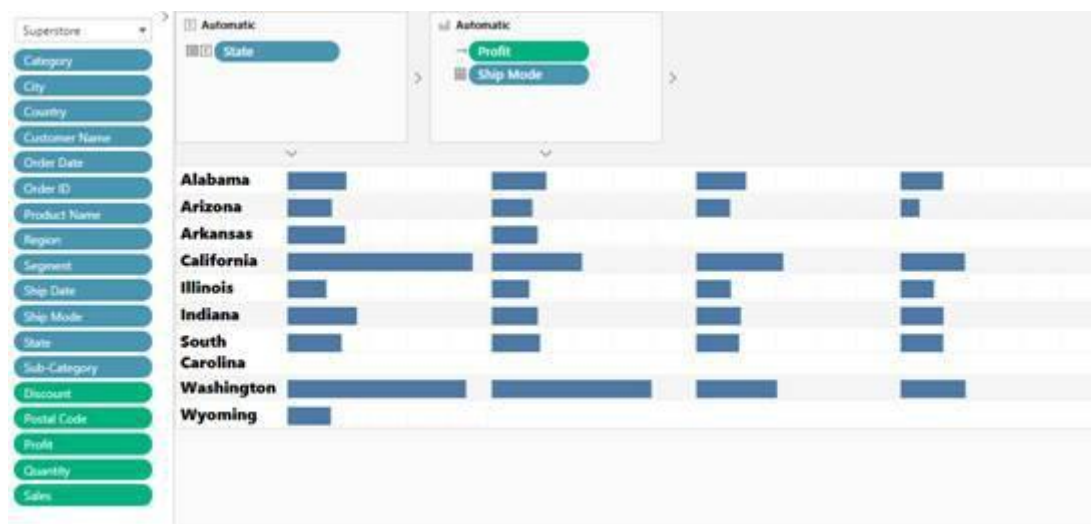 Superstore
Category
City
Country
Customer Name
Order Date
Order ID
Product Name
Region
Segment
Ship Date
Ship Mode
State
Sub-Category
Discount
Postal Code
Profit
Quantity
Sales
Automatic
State
Automatic
Profit
Ship Mode
Alabama
Arizona
Arkansas
California
Illinois
Indiana
South
Carolina
Washington
Wyoming